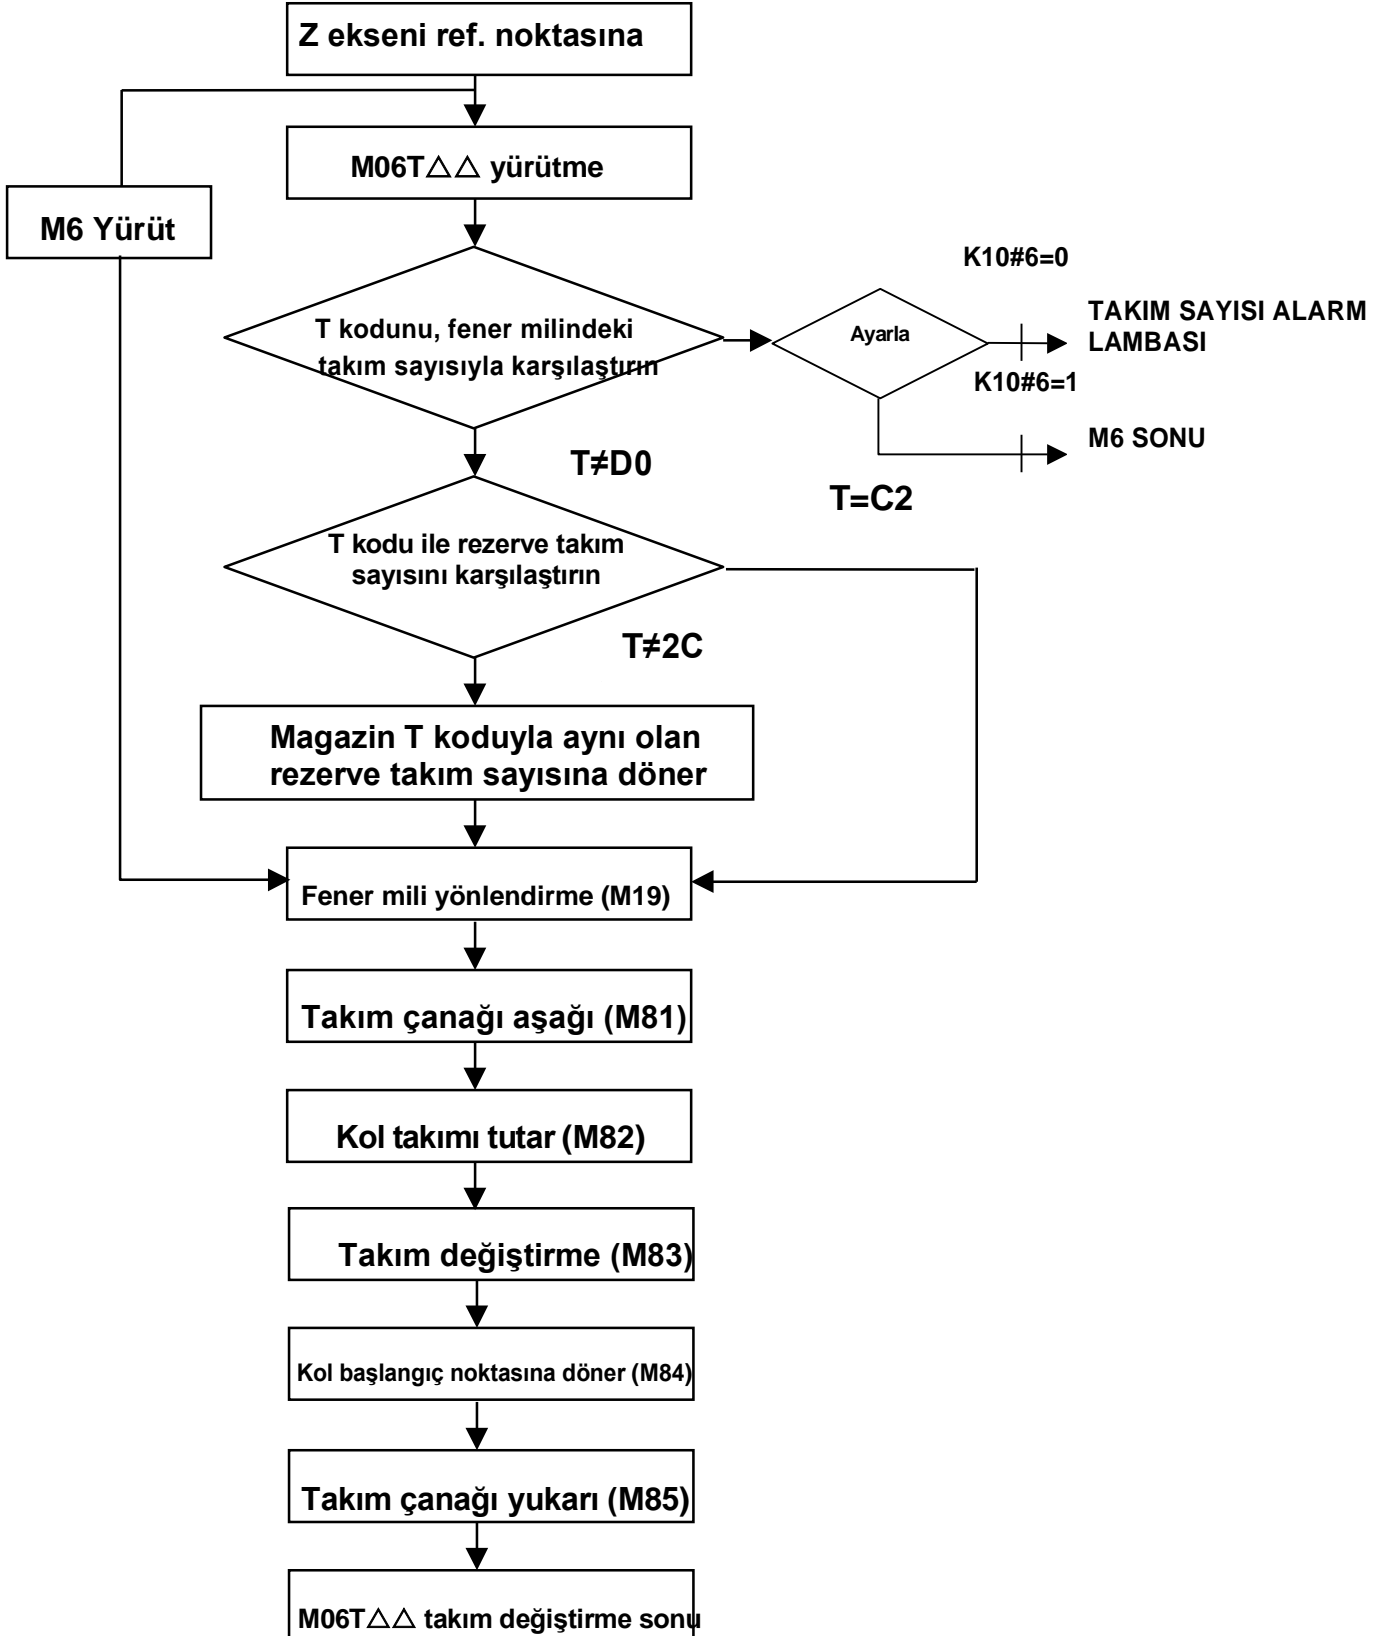 Z ekseni ref. noktasına
M06T△△ yürütme
M6 Yürüt
K10#6=0
T kodunu, fener milindeki
takım sayısıyla karşılaştırın
Ayarla
TAKIM SAYISI ALARM
LAMBASI
K10#6=1
M6 SONU
T≠D0
T=C2
T kodu ile rezerve takım
sayısını karşılaştırın
T≠2C
Magazin T koduyla aynı olan
rezerve takım sayısına döner
Fener mili yönlendirme (M19)
Takım çanağı aşağı (M81)
Kol takımı tutar (M82)
Takım değiştirme (M83)
Kol başlangıç noktasına döner (M84)
Takım çanağı yukarı (M85)
M06T△△ takım değiştirme sonu